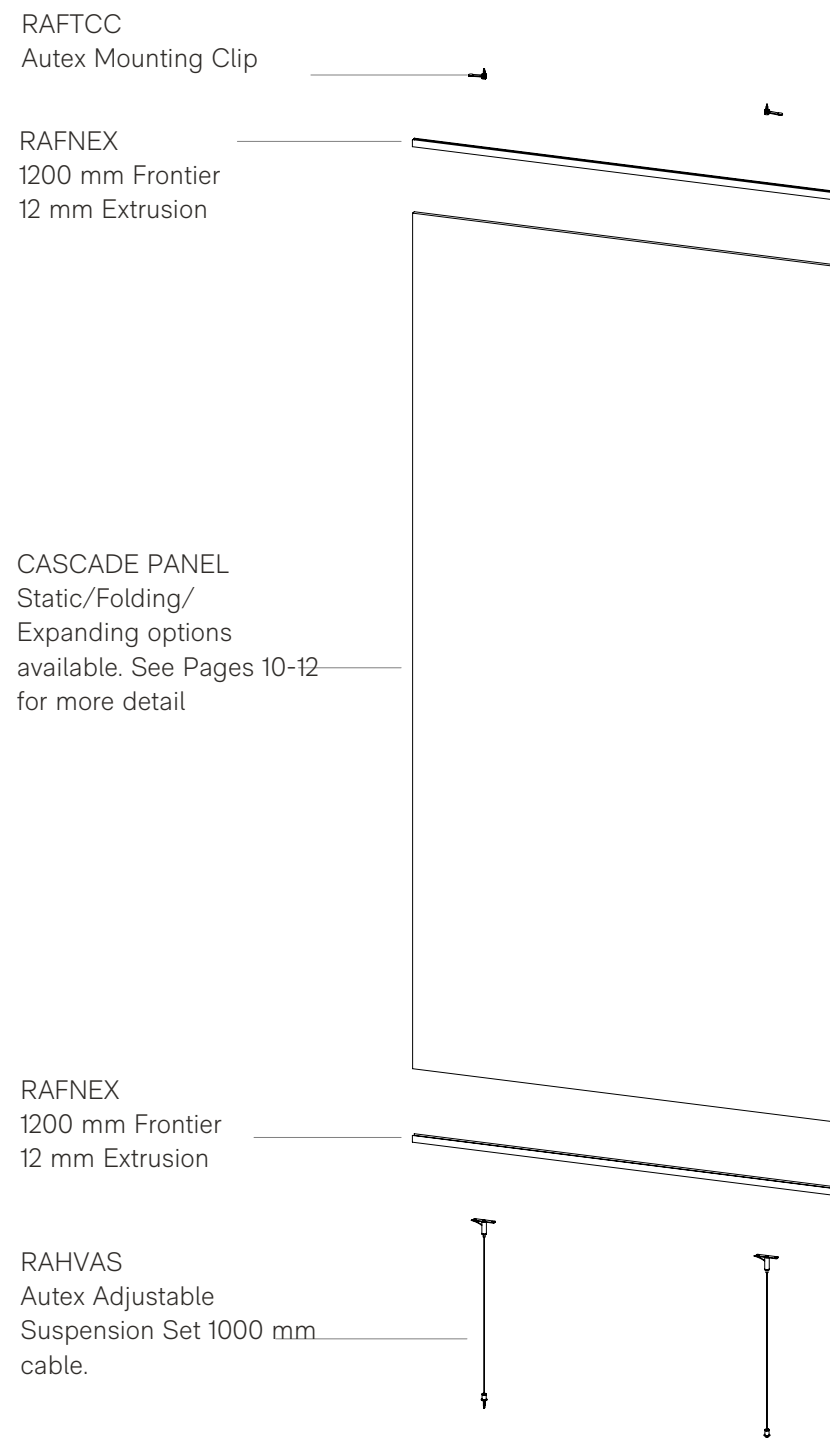 RAFTCC
Autex Mounting Clip
RAFNEX
1200 mm Frontier
12 mm Extrusion
CASCADE PANEL
Static/Folding/
Expanding options
available. See Pages 10-12
for more detail
RAFNEX
1200 mm Frontier
12 mm Extrusion
RAHVAS
Autex Adjustable
Suspension Set 1000 mm
cable.